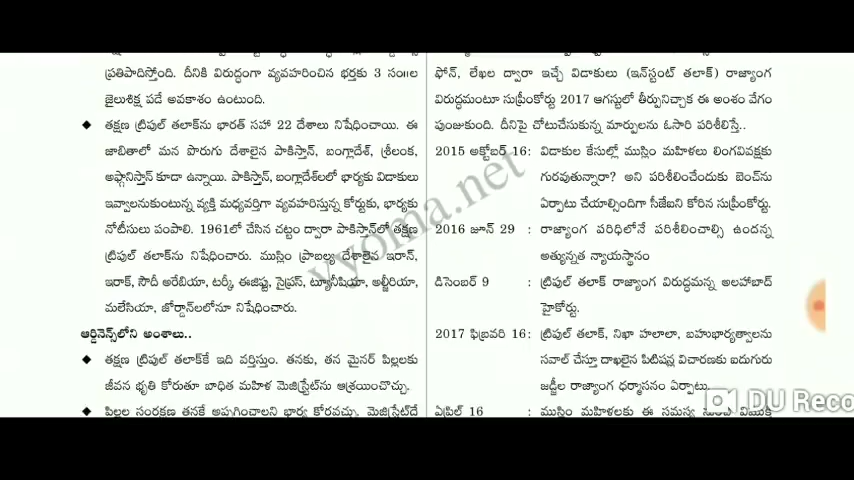 ప్రతిపాదిస్తోంది. దీనికి విరుద్ధంగా వ్యవహరించిన భర్తకు 3 సం॥ల
జైలుశిక్ష పడే అవకాశం ఉంటుంది.
◆ తక్షణ ట్రిపుల్ తలాక్‌ను భారత్ సహా 22 దేశాలు నిషేధించాయి. ఈ
జాబితాలో మన పొరుగు దేశాలైన పాకిస్తాన్, బంగ్లాదేశ్, శ్రీలంక,
అఫ్గానిస్తాన్ కూడా ఉన్నాయి. పాకిస్తాన్, బంగ్లాదేశ్‌లలో భార్యకు విడాకులు
ఇవ్వాలనుకుంటున్న వ్యక్తి మధ్యవర్తిగా వ్యవహరిస్తున్న కోర్టుకు, భార్యకు
నోటీసులు పంపాలి. 1961లో చేసిన చట్టం ద్వారా పాకిస్తాన్‌లో తక్షణ
ట్రిపుల్ తలాక్‌ను నిషేధించారు. ముస్లిం ప్రాబల్య దేశాలైన ఇరాన్,
ఇరాక్, సౌదీ అరేబియా, టర్కీ, ఈజిప్టు, సైప్రస్, ట్యూనీషియా, అల్జీరియా,
మలేసియా, జోర్డాన్‌లలోనూ నిషేధించారు.
ఆర్డినెన్స్‌లోని అంశాలు..
◆ తక్షణ ట్రిపుల్ తలాక్‌కే ఇది వర్తిస్తుం. తనకు, తన మైనర్ పిల్లలకు
జీవన భృతి కోరుతూ బాధిత మహిళ మెజిస్ట్రేట్‌ను ఆశ్రయించొచ్చు.
◆ పిల్లల సంరక్షణ తనకే అప్పగించాలని భార్య కోరవచ్చు. మెజిస్ట్రేట్‌దే
ఫోన్, లేఖల ద్వారా ఇచ్చే విడాకులు (ఇన్‌స్టంట్ తలాక్) రాజ్యాంగ
విరుద్ధమంటూ సుప్రీంకోర్టు 2017 ఆగస్టులో తీర్పునిచ్చాక ఈ అంశం వేగం
పుంజుకుంది. దీనిపై చోటుచేసుకున్న మార్పులను ఓసారి పరిశీలిస్తే..
2015 అక్టోబర్ 16: విడాకుల కేసుల్లో ముస్లిం మహిళలు లింగవివక్షకు
గురవుతున్నారా? అని పరిశీలించేందుకు బెంచ్‌ను
ఏర్పాటు చేయాల్సిందిగా సీజేఐని కోరిన సుప్రీంకోర్టు.
2016 జూన్ 29 : రాజ్యాంగ పరిధిలోనే పరిశీలించాల్సి ఉందన్న
అత్యున్నత న్యాయస్థానం
డిసెంబర్ 9 : ట్రిపుల్ తలాక్ రాజ్యాంగ విరుద్ధమన్న అలహాబాద్
హైకోర్టు.
2017 ఫిబ్రవరి 16: ట్రిపుల్ తలాక్, నిఖా హలాలా, బహుభార్యత్వాలను
సవాల్ చేస్తూ దాఖలైన పిటిషన్ల విచారణకు ఐదుగురు
జడ్జీల రాజ్యాంగ ధర్మాసనం ఏర్పాటు.
ఏప్రిల్ 16 : ముస్లిం మహిళలకు ఈ సమస్య నుంచి
vyoma.net
DU Reco